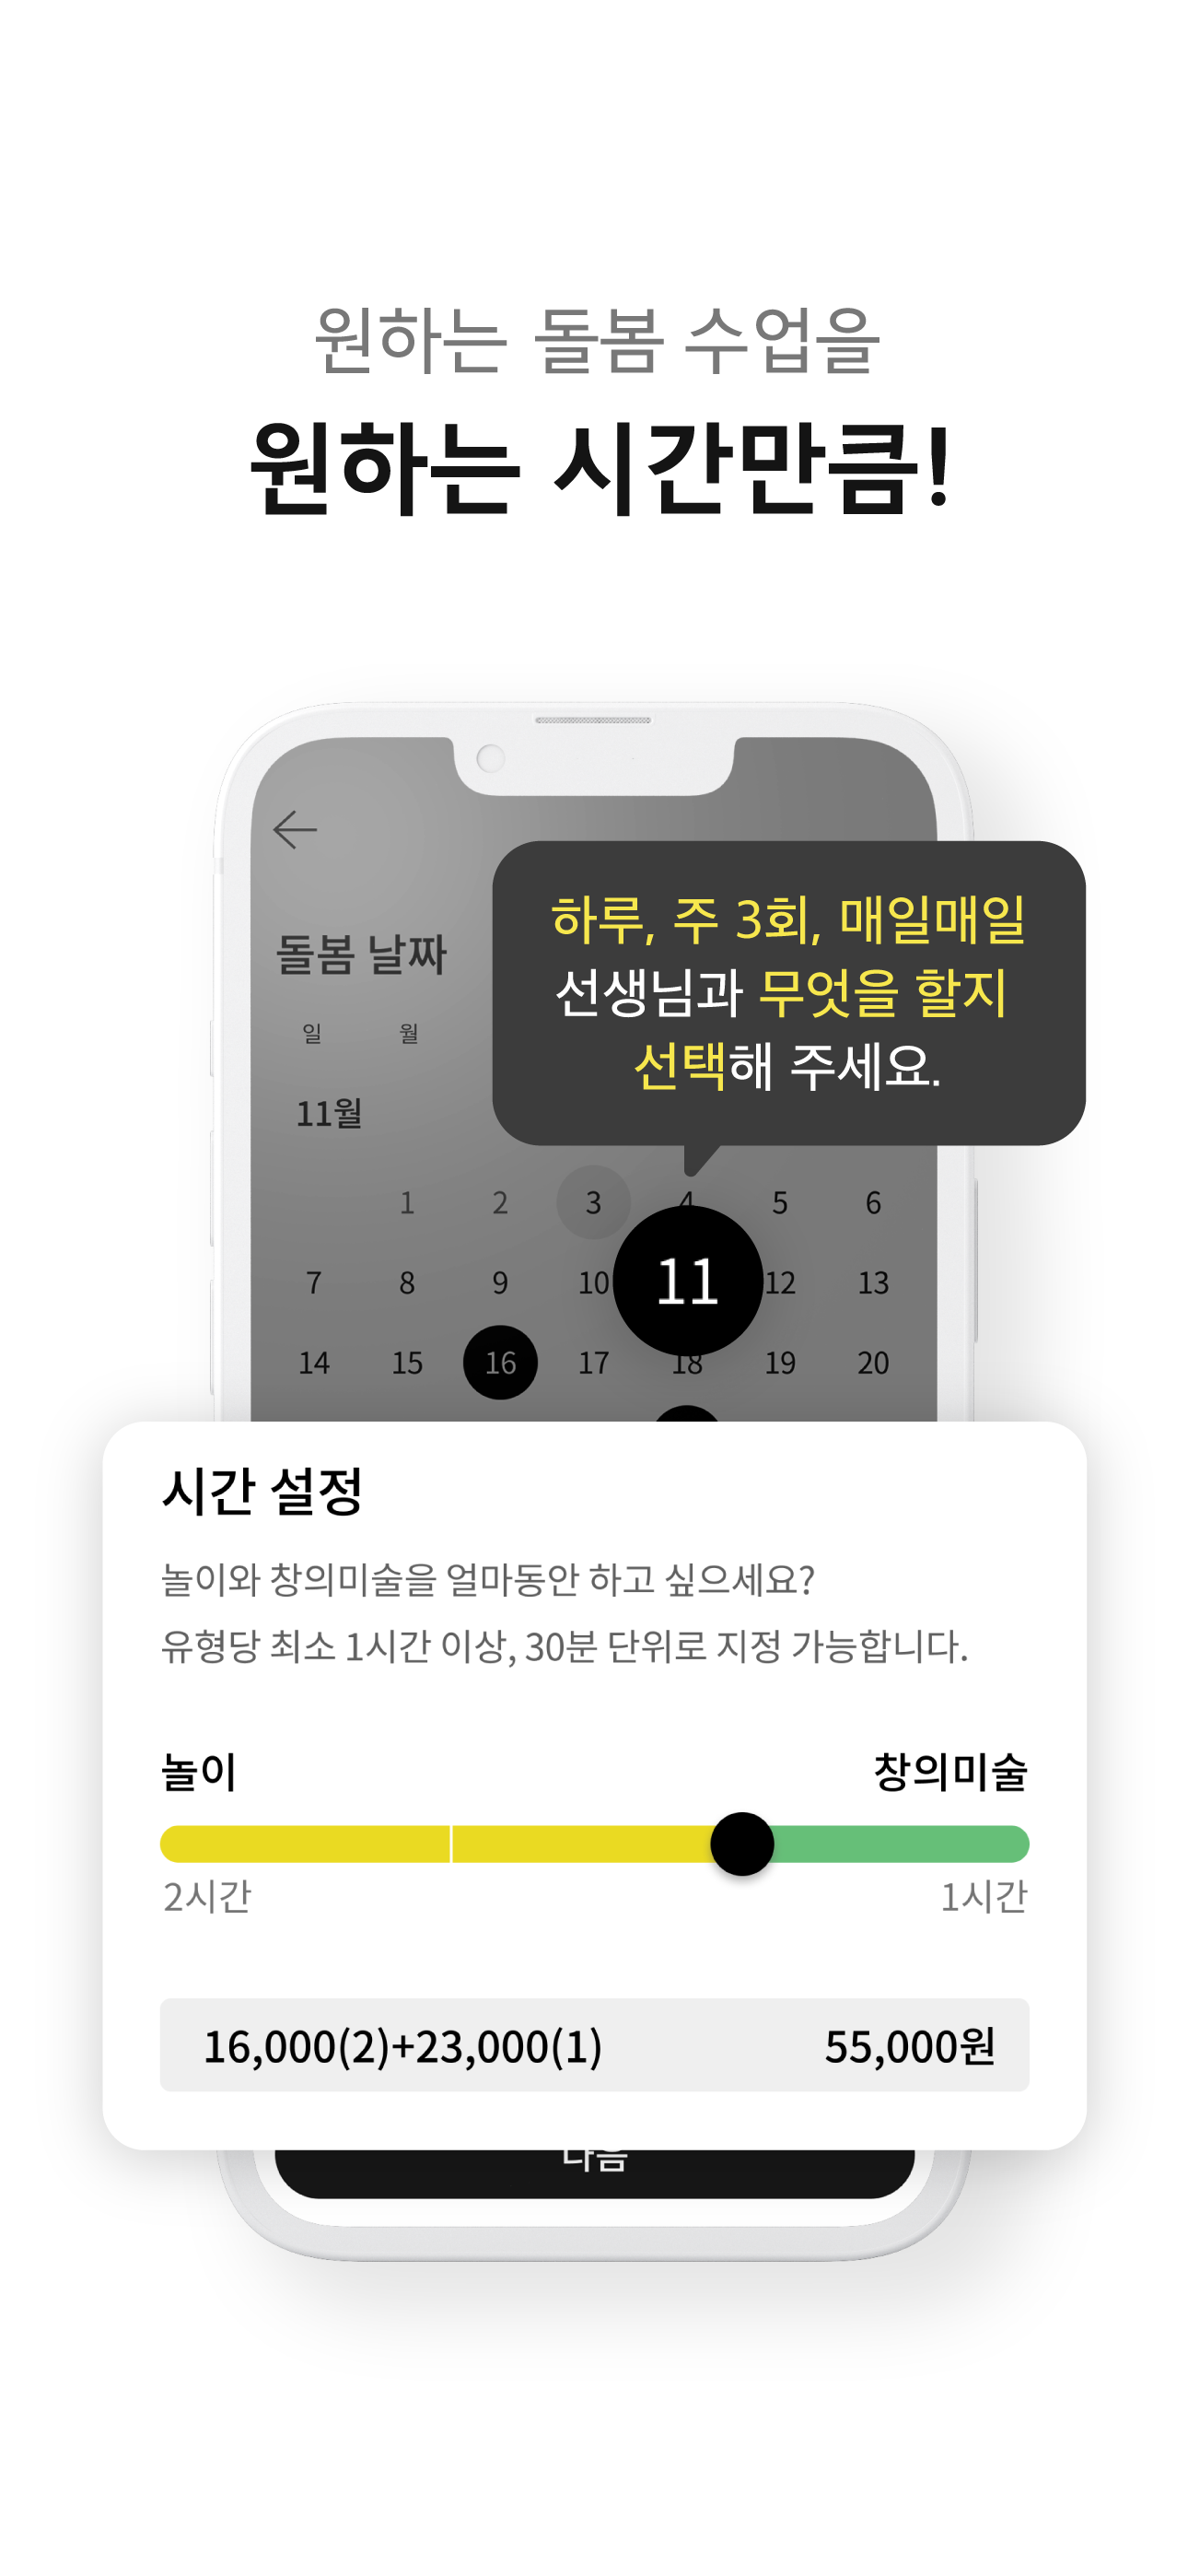 원하는 돌봄 수업을
원하는 시간만큼!
하루, 주 3회, 매일매일
선생님과 무엇을 할지
선택해 주세요.
돌봄 날짜
일 월
11월
1 2 3 4 5 6
7 8 9 10 11 12 13
14 15 16 17 18 19 20
시간 설정
놀이와 창의미술을 얼마동안 하고 싶으세요?
유형당 최소 1시간 이상, 30분 단위로 지정 가능합니다.
놀이 창의미술
2시간 1시간
16,000(2)+23,000(1) 55,000원
다음